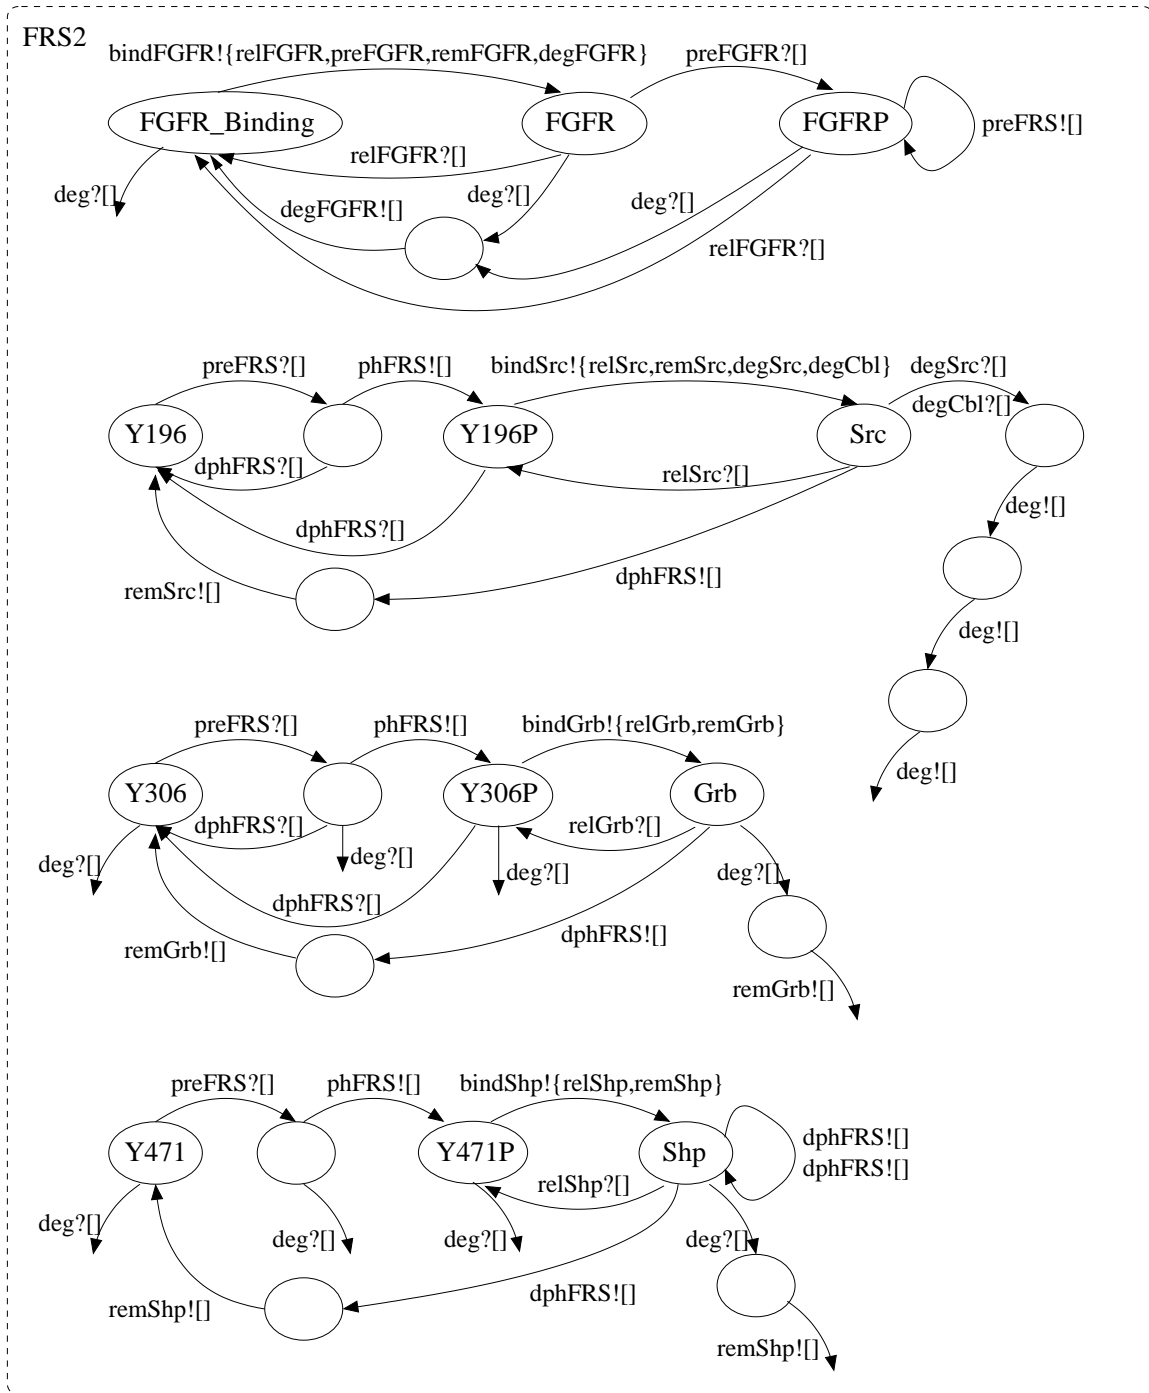 FRS2
bindFGFR!{relFGFR,preFGFR,remFGFR,degFGFR}
preFGFR?[]
FGFR_Binding
FGFR
FGFRP
preFRS![]
relFGFR?[]
deg?[]
degFGFR![]
deg?[]
deg?[]
relFGFR?[]
preFRS?[]
phFRS![]
bindSrc!{relSrc,remSrc,degSrc,degCbl}
degSrc?[]
degCbl?[]
Y196
Y196P
Src
dphFRS?[]
relSrc?[]
deg![]
dphFRS?[]
remSrc![]
dphFRS![]
deg![]
preFRS?[]
phFRS![]
bindGrb!{relGrb,remGrb}
deg![]
Y306
Y306P
Grb
dphFRS?[]
relGrb?[]
deg?[]
deg?[]
deg?[]
deg?[]
dphFRS?[]
remGrb![]
dphFRS![]
remGrb![]
preFRS?[]
phFRS![]
bindShp!{relShp,remShp}
Y471
Y471P
Shp
dphFRS![]
dphFRS![]
relShp?[]
deg?[]
deg?[]
deg?[]
deg?[]
remShp![]
dphFRS![]
remShp![]